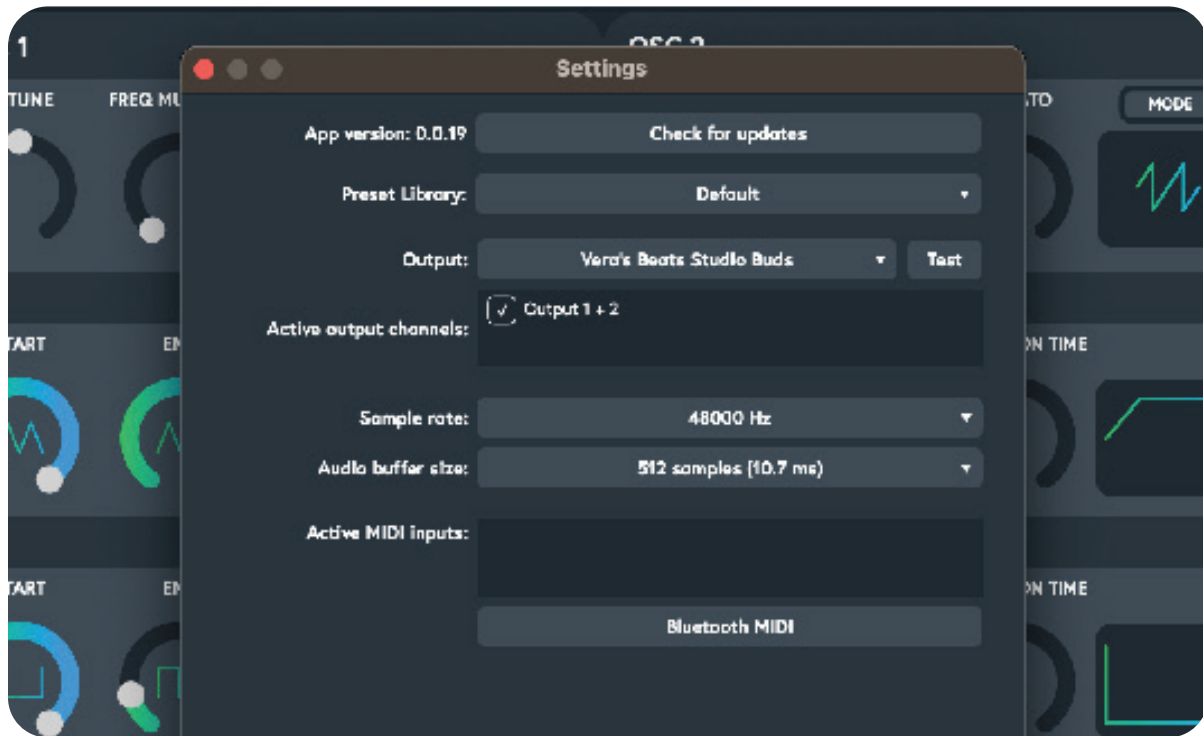 1
OSC 2
Settings
TUNE
FREQ MU
TO
MODE
App version: 0.0.19
Check for updates
Preset Library:
Default
Output:
Vera's Beats Studio Buds
Test
Active output channels:
Output 1 + 2
TART
EN
ON TIME
Sample rate:
48000 Hz
Audio buffer size:
512 samples (10.7 ms)
Active MIDI inputs:
TART
EN
ON TIME
Bluetooth MIDI